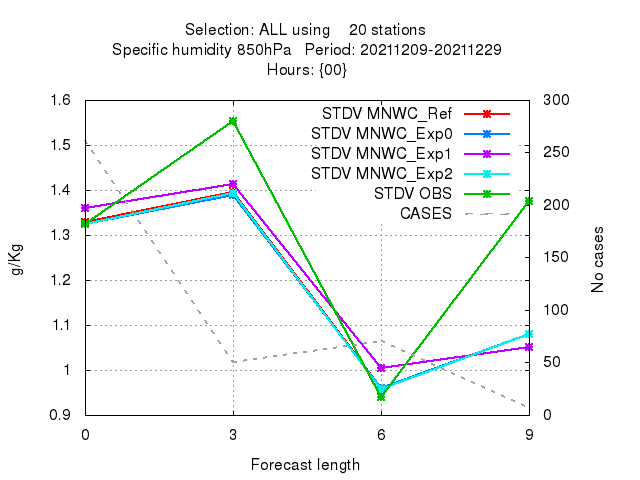 Selection: ALL using    20 stations
Specific humidity 850hPa   Period: 20211209-20211229
Hours: {00}
STDV MNWC_Ref
STDV MNWC_Exp0
STDV MNWC_Exp1
STDV MNWC_Exp2
STDV OBS
CASES
1.6
1.5
1.4
1.3
1.2
1.1
1
0.9
g/Kg
300
250
200
150
100
50
0
No cases
0 3 6 9
Forecast length